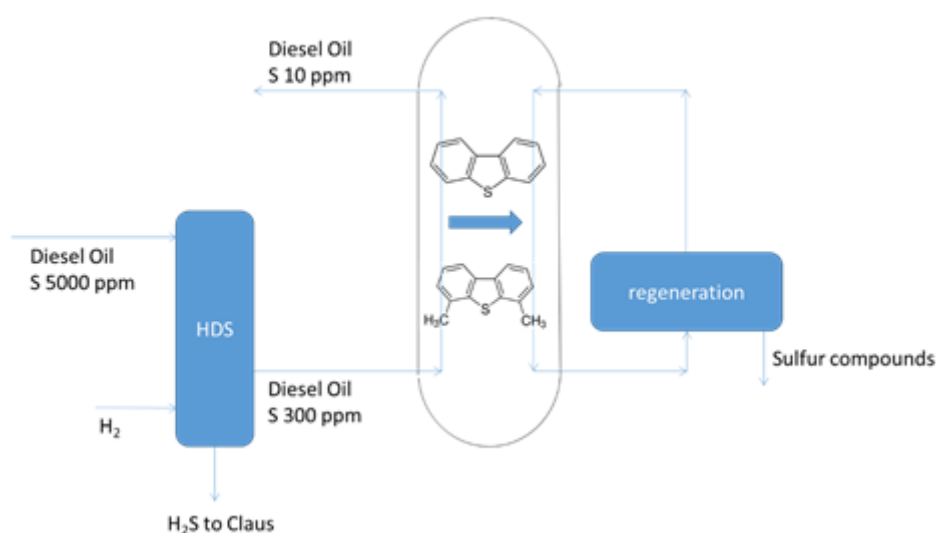 Diesel Oil
S 10 ppm
S
Diesel Oil
S 5000 ppm
HDS
regeneration
H₃C
S
CH₃
Sulfur compounds
Diesel Oil
S 300 ppm
H₂
H₂S to Claus